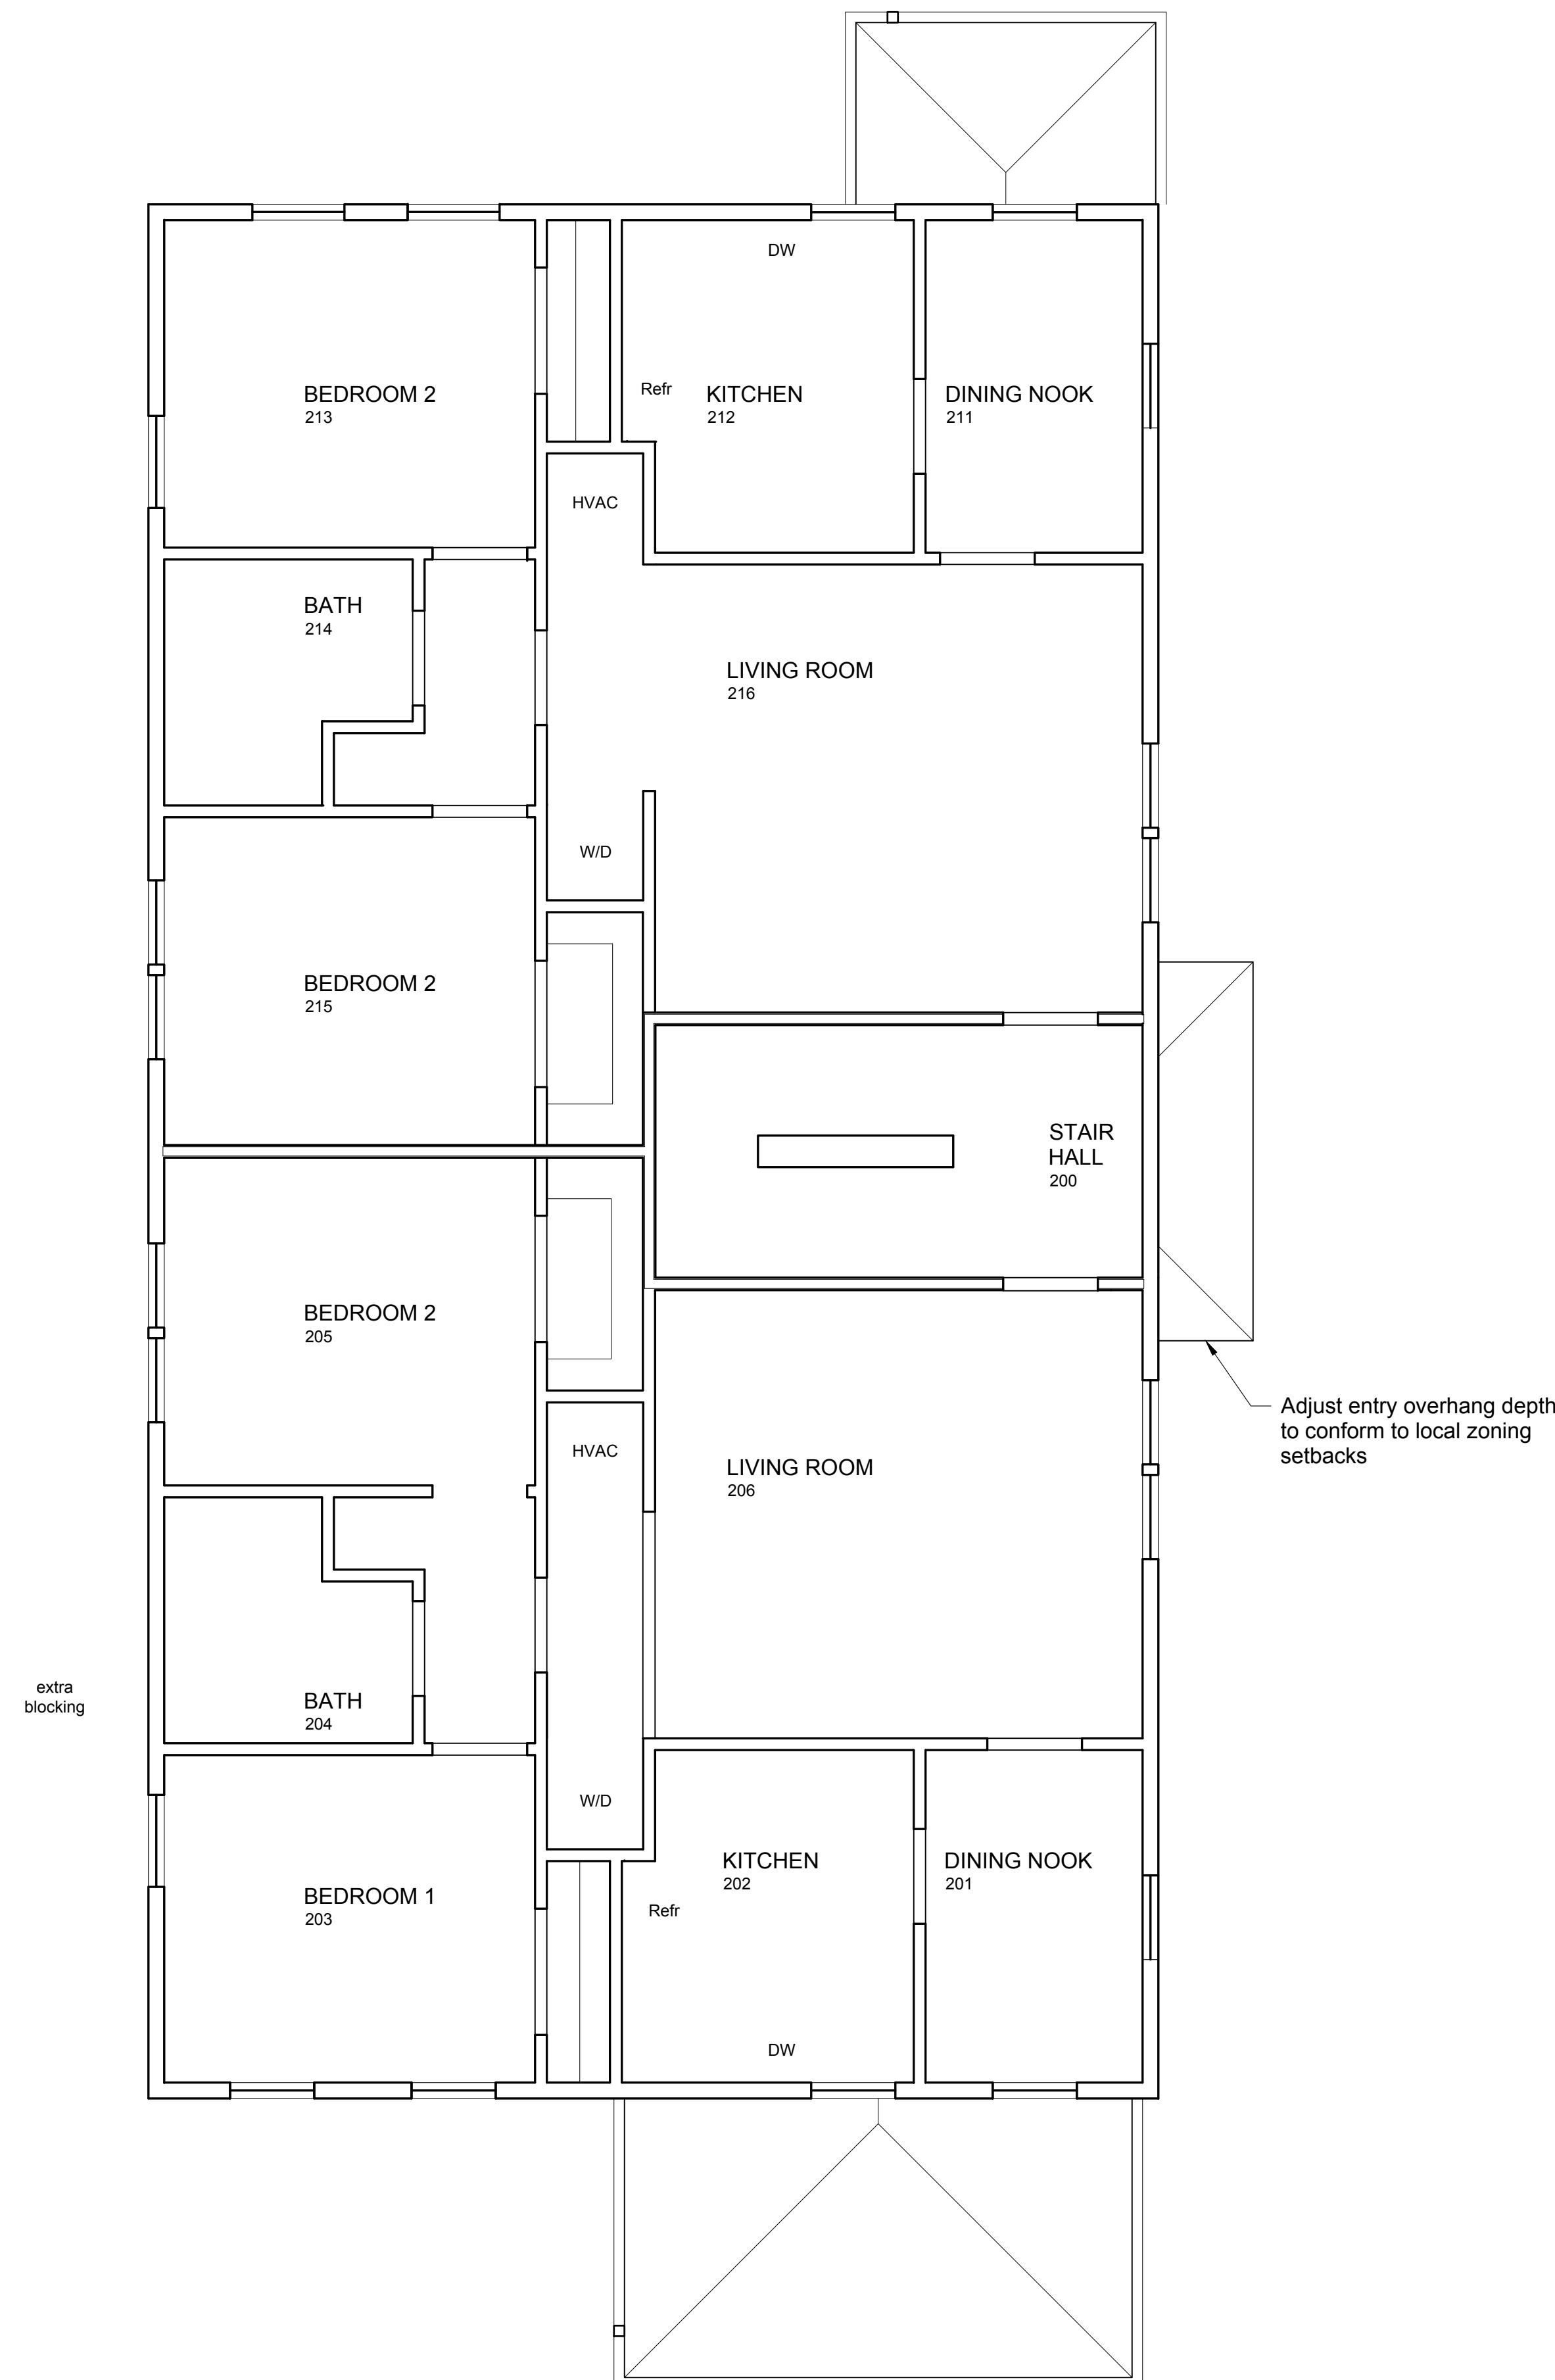 DW
BEDROOM 2
213
Refr
KITCHEN
212
DINING NOOK
211
HVAC
BATH
214
LIVING ROOM
216
W/D
BEDROOM 2
215
STAIR
HALL
200
BEDROOM 2
205
Adjust entry overhang depth
to conform to local zoning
setbacks
HVAC
LIVING ROOM
206
extra
blocking
BATH
204
W/D
KITCHEN
202
DINING NOOK
201
BEDROOM 1
203
Refr
DW